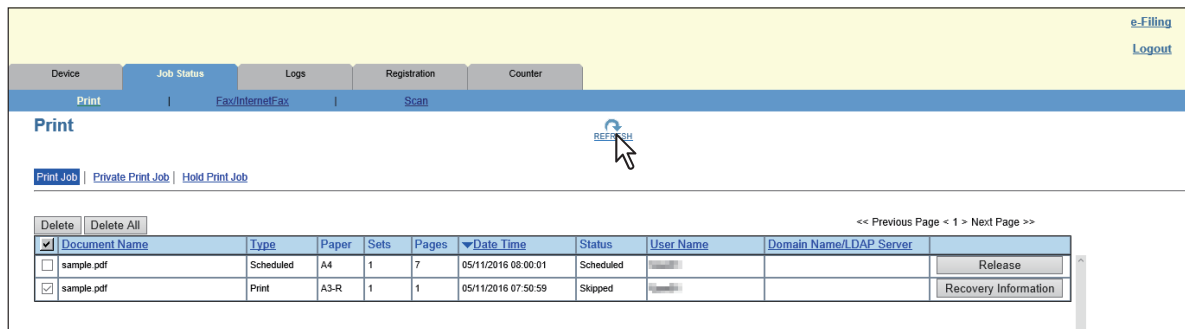 e-Filing
Logout
Device Job Status Logs Registration Counter
Print | Fax/InternetFax | Scan
Print
REFRESH
Print Job | Private Print Job | Hold Print Job
Delete Delete All << Previous Page < 1 > Next Page >>
Document Name Type Paper Sets Pages Date Time Status User Name Domain Name/LDAP Server
sample.pdf Scheduled A4 1 7 05/11/2016 08:00:01 Scheduled Release
sample.pdf Print A3-R 1 1 05/11/2016 07:50:59 Skipped Recovery Information